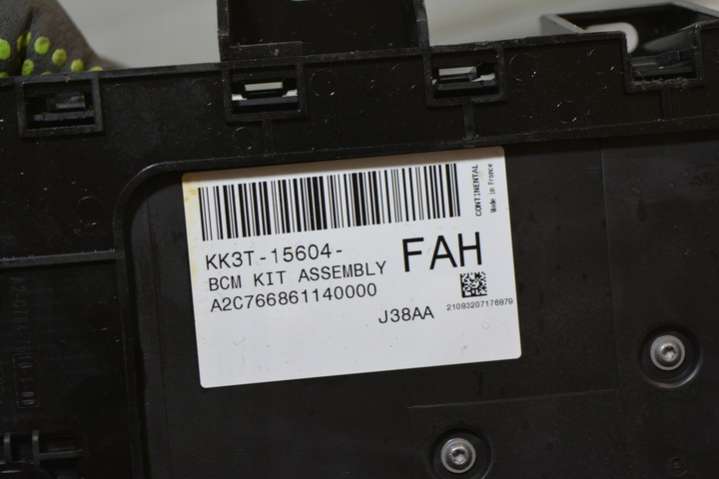 CONTINENTAL
Made in France
KK3T-15604-
FAH
BCM KIT ASSEMBLY
A2C766861140000
J38AA
21093207176979